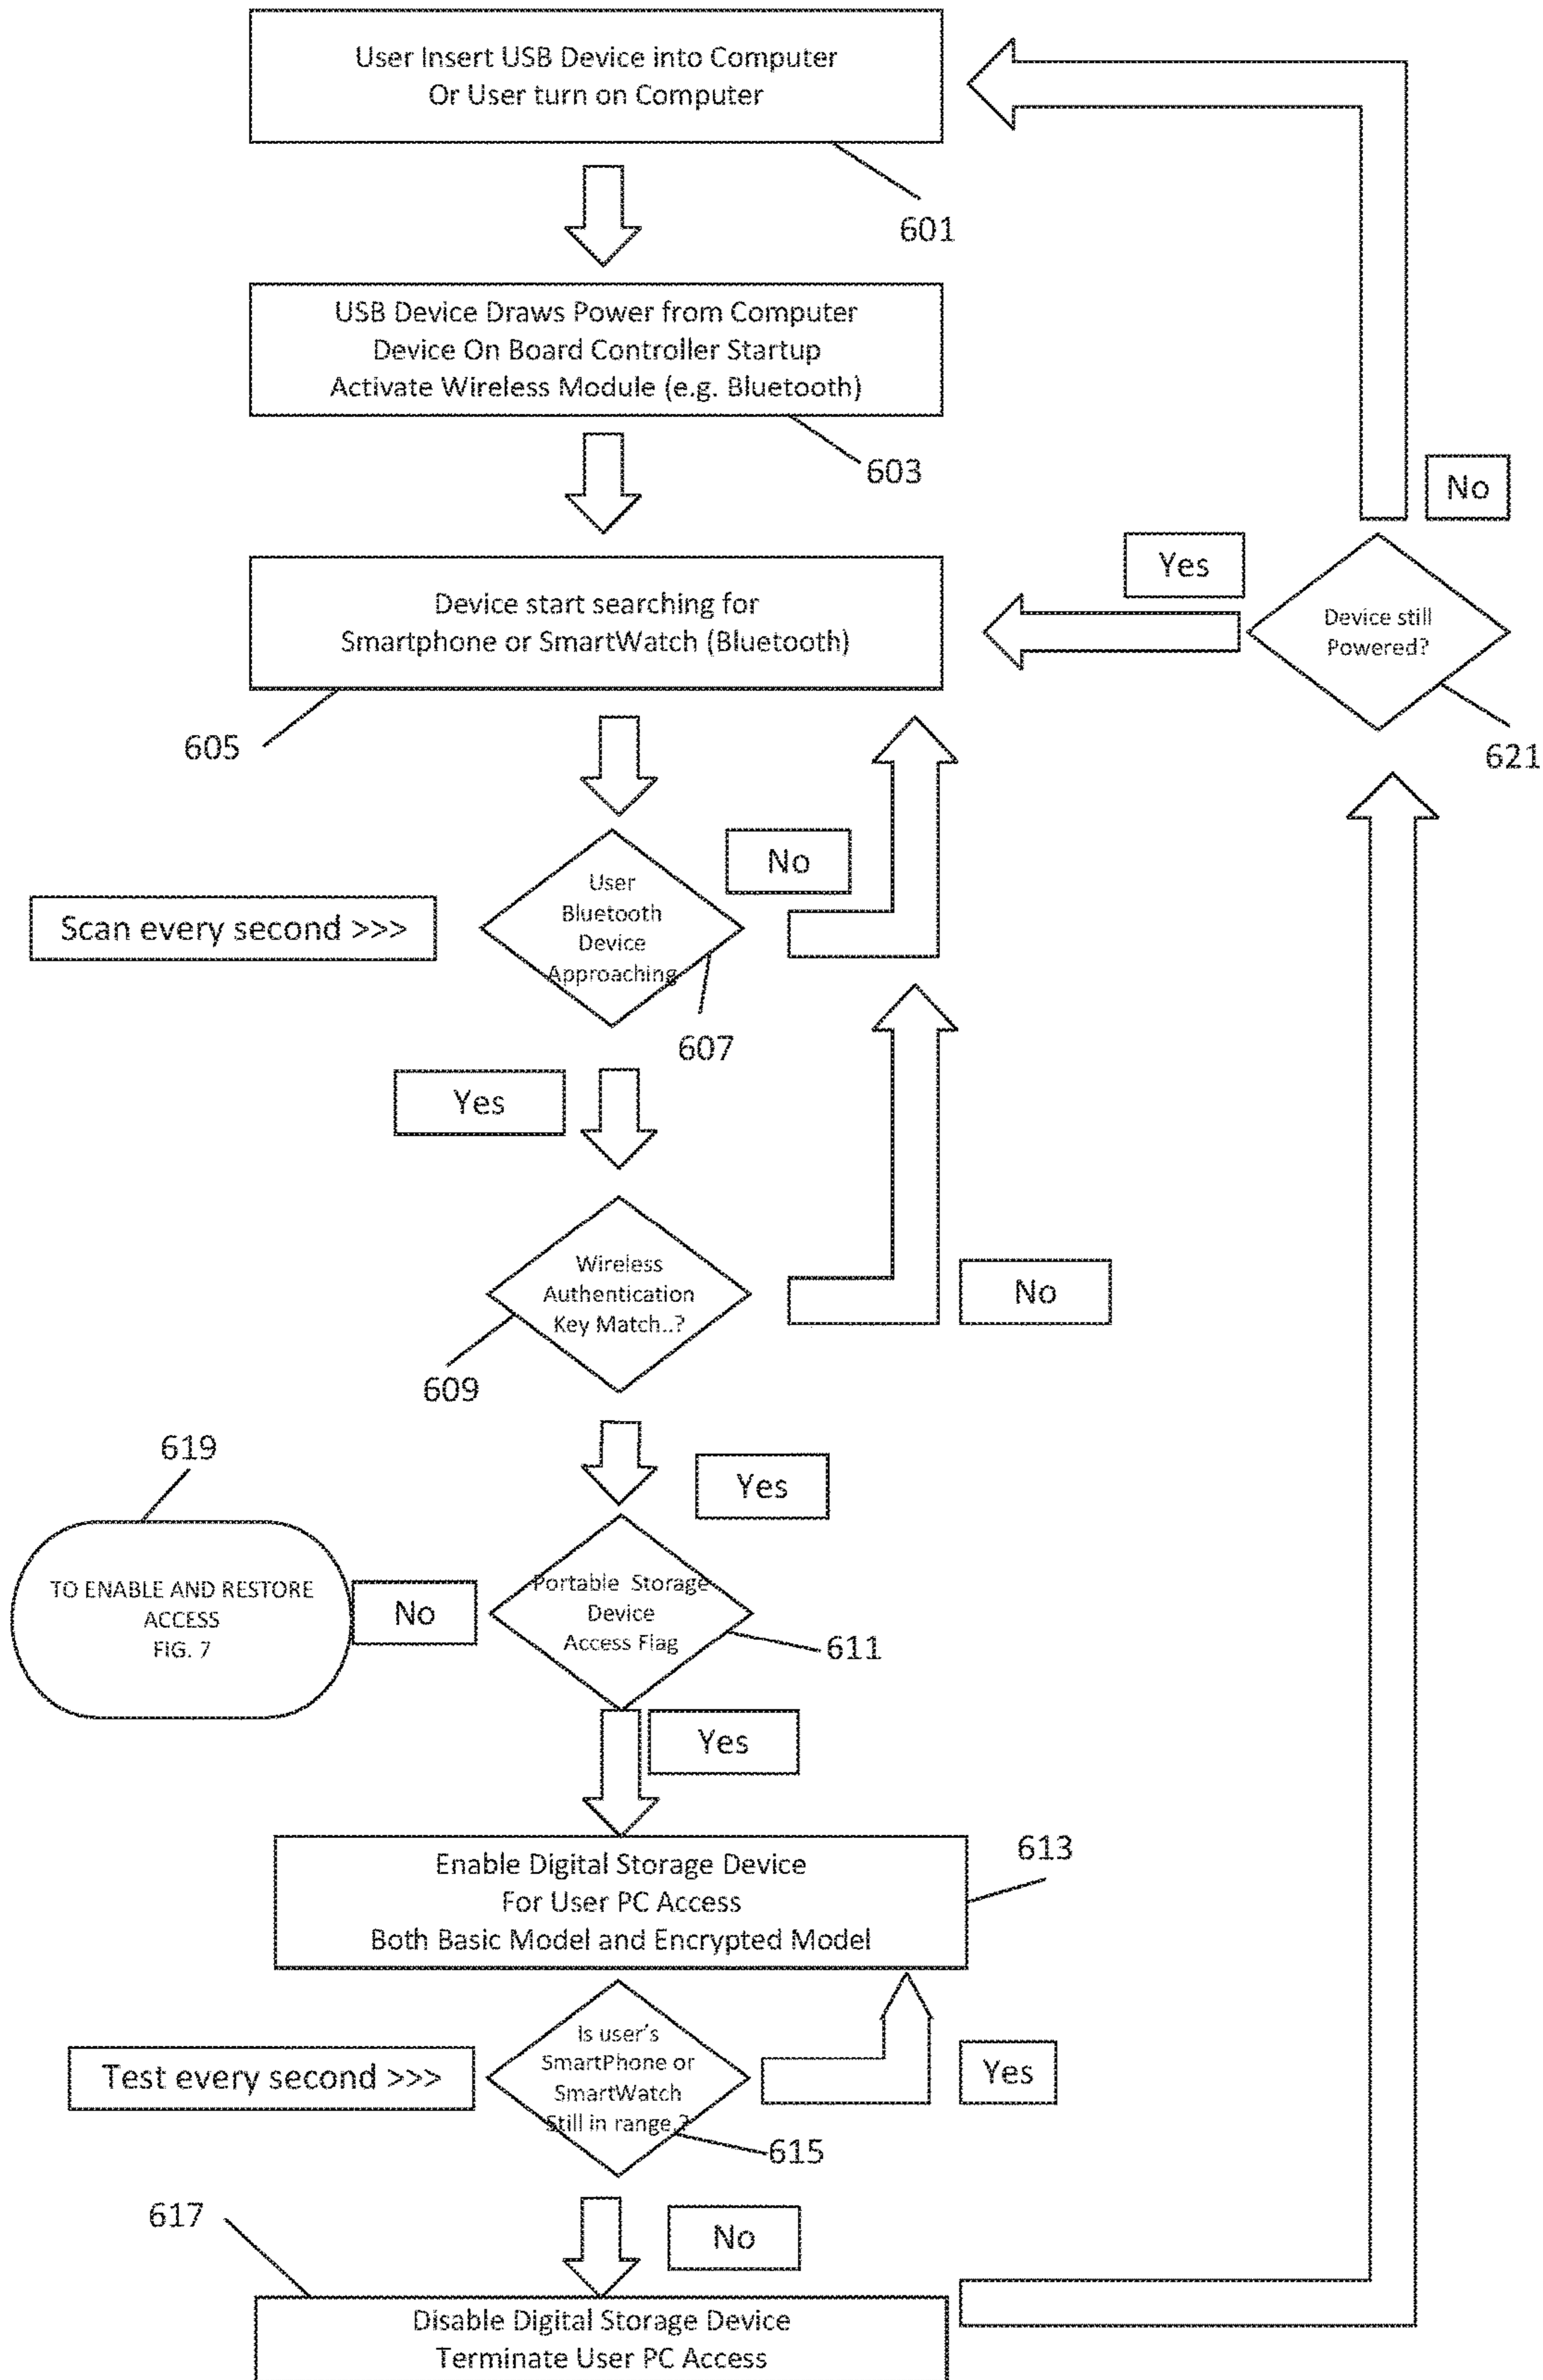 User Insert USB Device into Computer
Or User turn on Computer
601
USB Device Draws Power from Computer
Device On Board Controller Startup
Activate Wireless Module (e.g. Bluetooth)
603
No
Yes
Device still
Powered?
621
Device start searching for
Smartphone or SmartWatch (Bluetooth)
605
No
User
Bluetooth
Device
Approaching
Scan every second >>>
607
Yes
Wireless
Authentication
Key Match..?
No
609
619
Yes
TO ENABLE AND RESTORE
ACCESS
FIG. 7
No
Portable Storage
Device
Access Flag
611
Yes
613
Enable Digital Storage Device
For User PC Access
Both Basic Model and Encrypted Model
Is user's
SmartPhone or
SmartWatch
Still in range,?
Test every second >>>
Yes
615
617
No
Disable Digital Storage Device
Terminate User PC Access